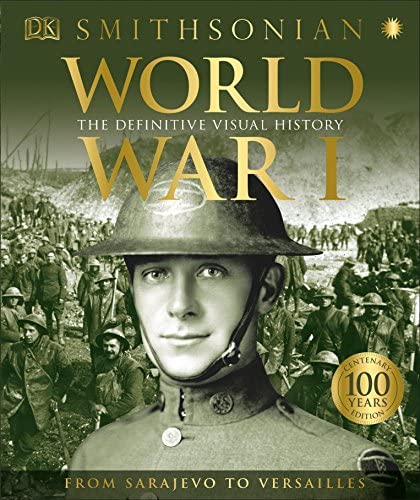 DK SMITHSONIAN
WORLD
THE DEFINITIVE VISUAL HISTORY
WAR I
CENTENARY
100
YEARS
EDITION
FROM SARAJEVO TO VERSAILLES